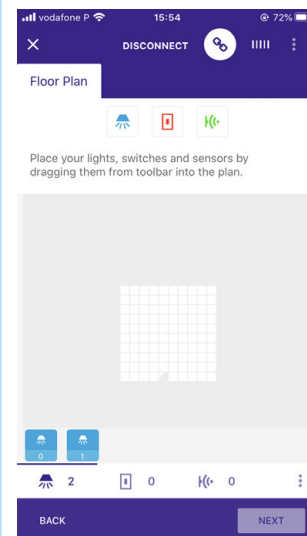 vodafone P 15:54 72%
DISCONNECT
Floor Plan
Place your lights, switches and sensors by
dragging them from toolbar into the plan.
0 1
2 0 0
BACK NEXT